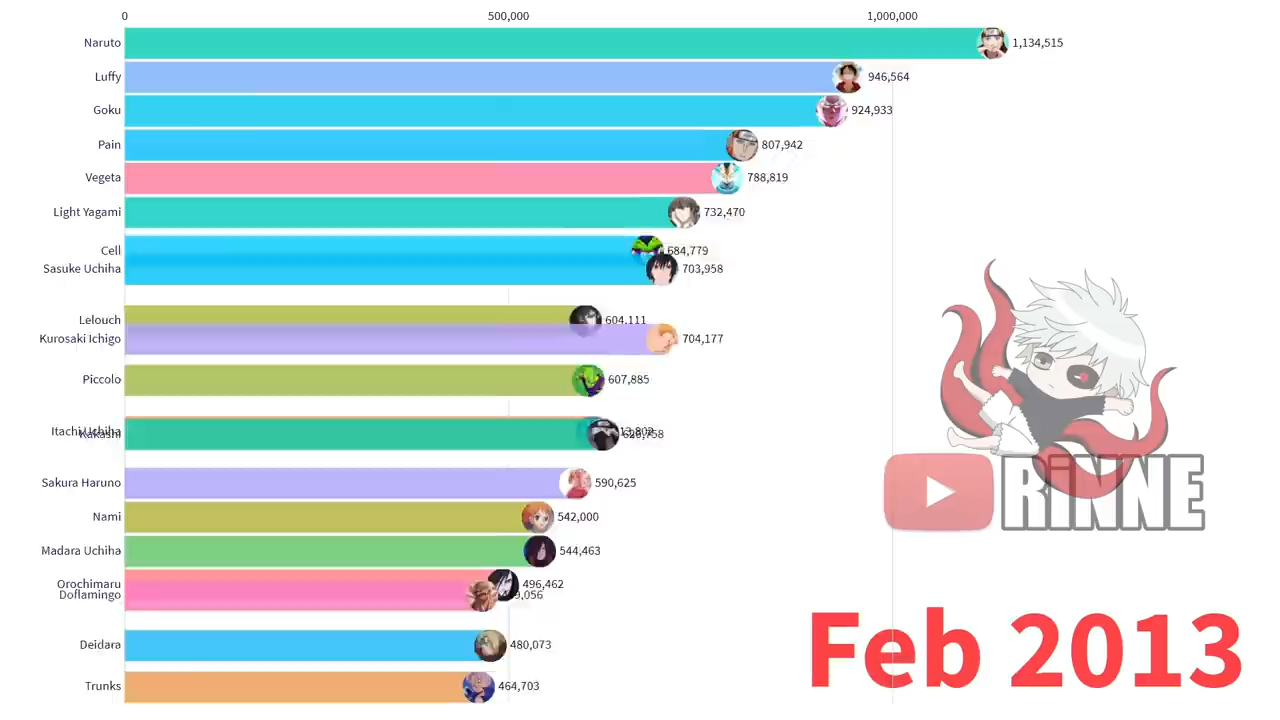 0 500,000 1,000,000
Naruto 1,134,515
Luffy 946,564
Goku 924,933
Pain 807,942
Vegeta 788,819
Light Yagami 732,470
Cell 684,779
Sasuke Uchiha 703,958
Lelouch 604,111
Kurosaki Ichigo 704,177
Piccolo 607,885
Itachi Uchiha
Kakashi
Sakura Haruno 590,625
Nami 542,000
Madara Uchiha 544,463
Orochimaru 496,462
Doflamingo
Deidara 480,073
Trunks 464,703
RiNNE
Feb 2013